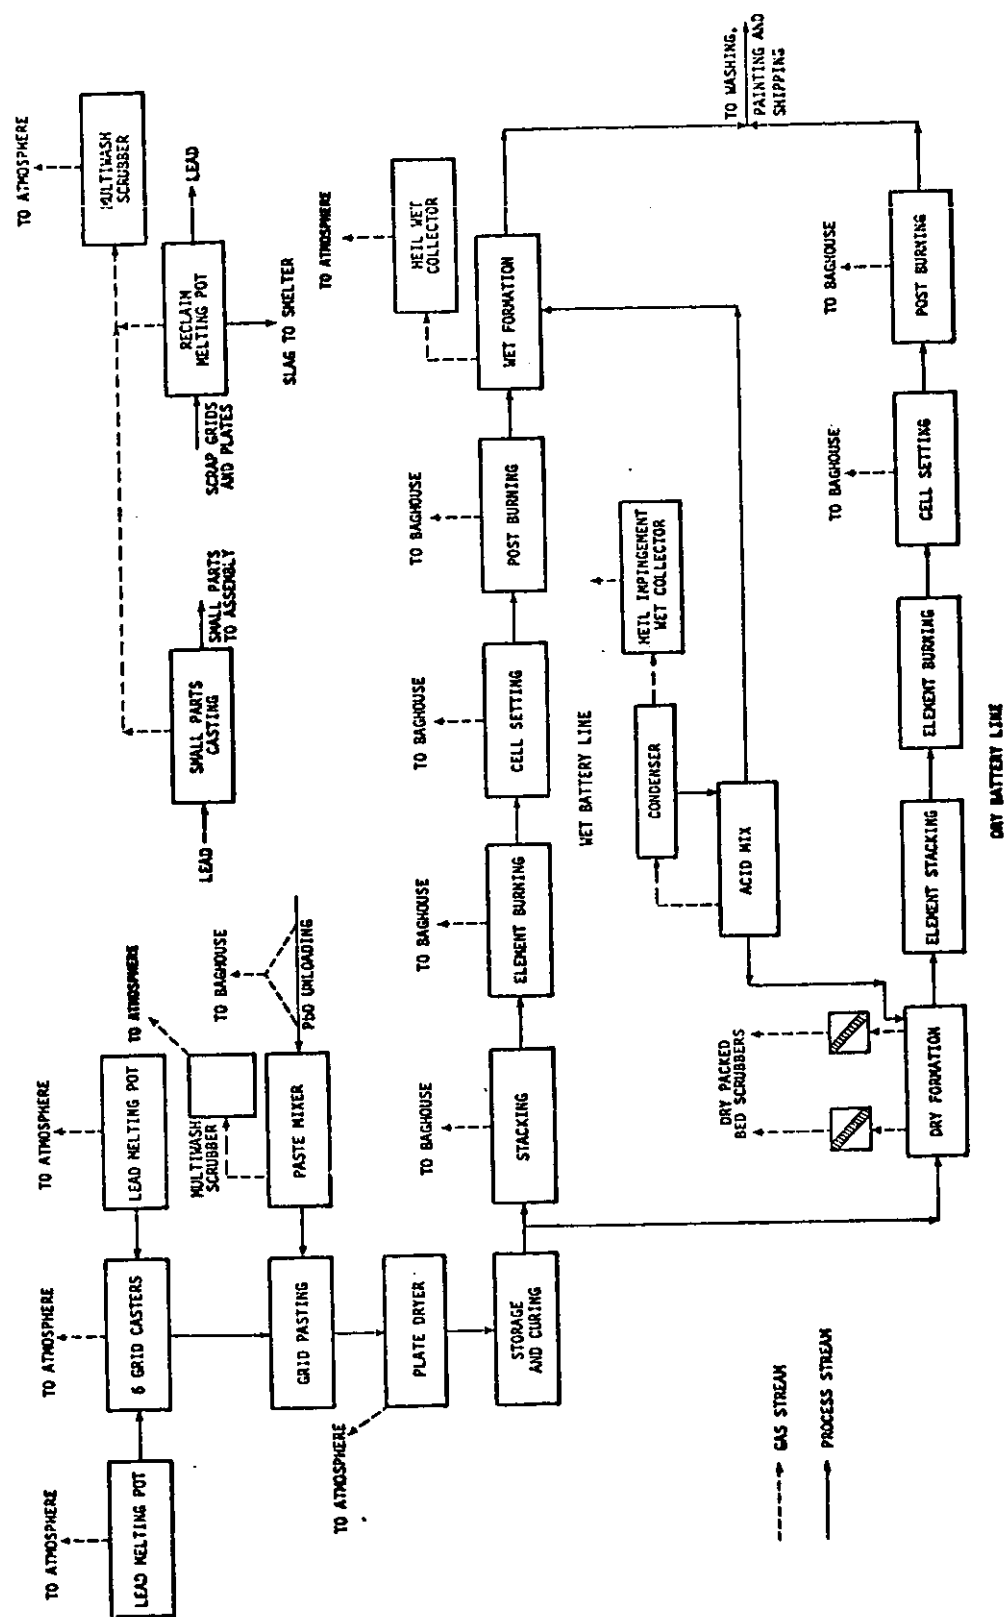 TO ATMOSPHERE
LEAD MELTING POT
TO ATMOSPHERE
6 GRID CASTERS
TO ATMOSPHERE
LEAD MELTING POT
TO ATMOSPHERE
MULTIWASH
SCRUBBER
TO BAGHOUSE
PbO UNLOADING
PASTE MIXER
GRID PASTING
TO ATMOSPHERE
PLATE DRYER
STORAGE
AND CURING
LEAD
SMALL PARTS
CASTING
SMALL PARTS
TO ASSEMBLY
SCRAP GRIDS
AND PLATES
RECLAIM
MELTING POT
LEAD
SLAG TO SMELTER
TO ATMOSPHERE
MULTIWASH
SCRUBBER
TO BAGHOUSE
STACKING
TO BAGHOUSE
ELEMENT BURNING
TO BAGHOUSE
CELL SETTING
TO BAGHOUSE
POST BURNING
TO ATMOSPHERE
HEIL WET
COLLECTOR
WET FORMATION
WET BATTERY LINE
CONDENSER
HEIL IMPINGEMENT
WET COLLECTOR
ACID MIX
TO WASHING,
PAINTING AND
SHIPPING
DRY PACKED
BED SCRUBBERS
DRY FORMATION
ELEMENT STACKING
ELEMENT BURNING
TO BAGHOUSE
CELL SETTING
TO BAGHOUSE
POST BURNING
DRY BATTERY LINE
GAS STREAM
PROCESS STREAM